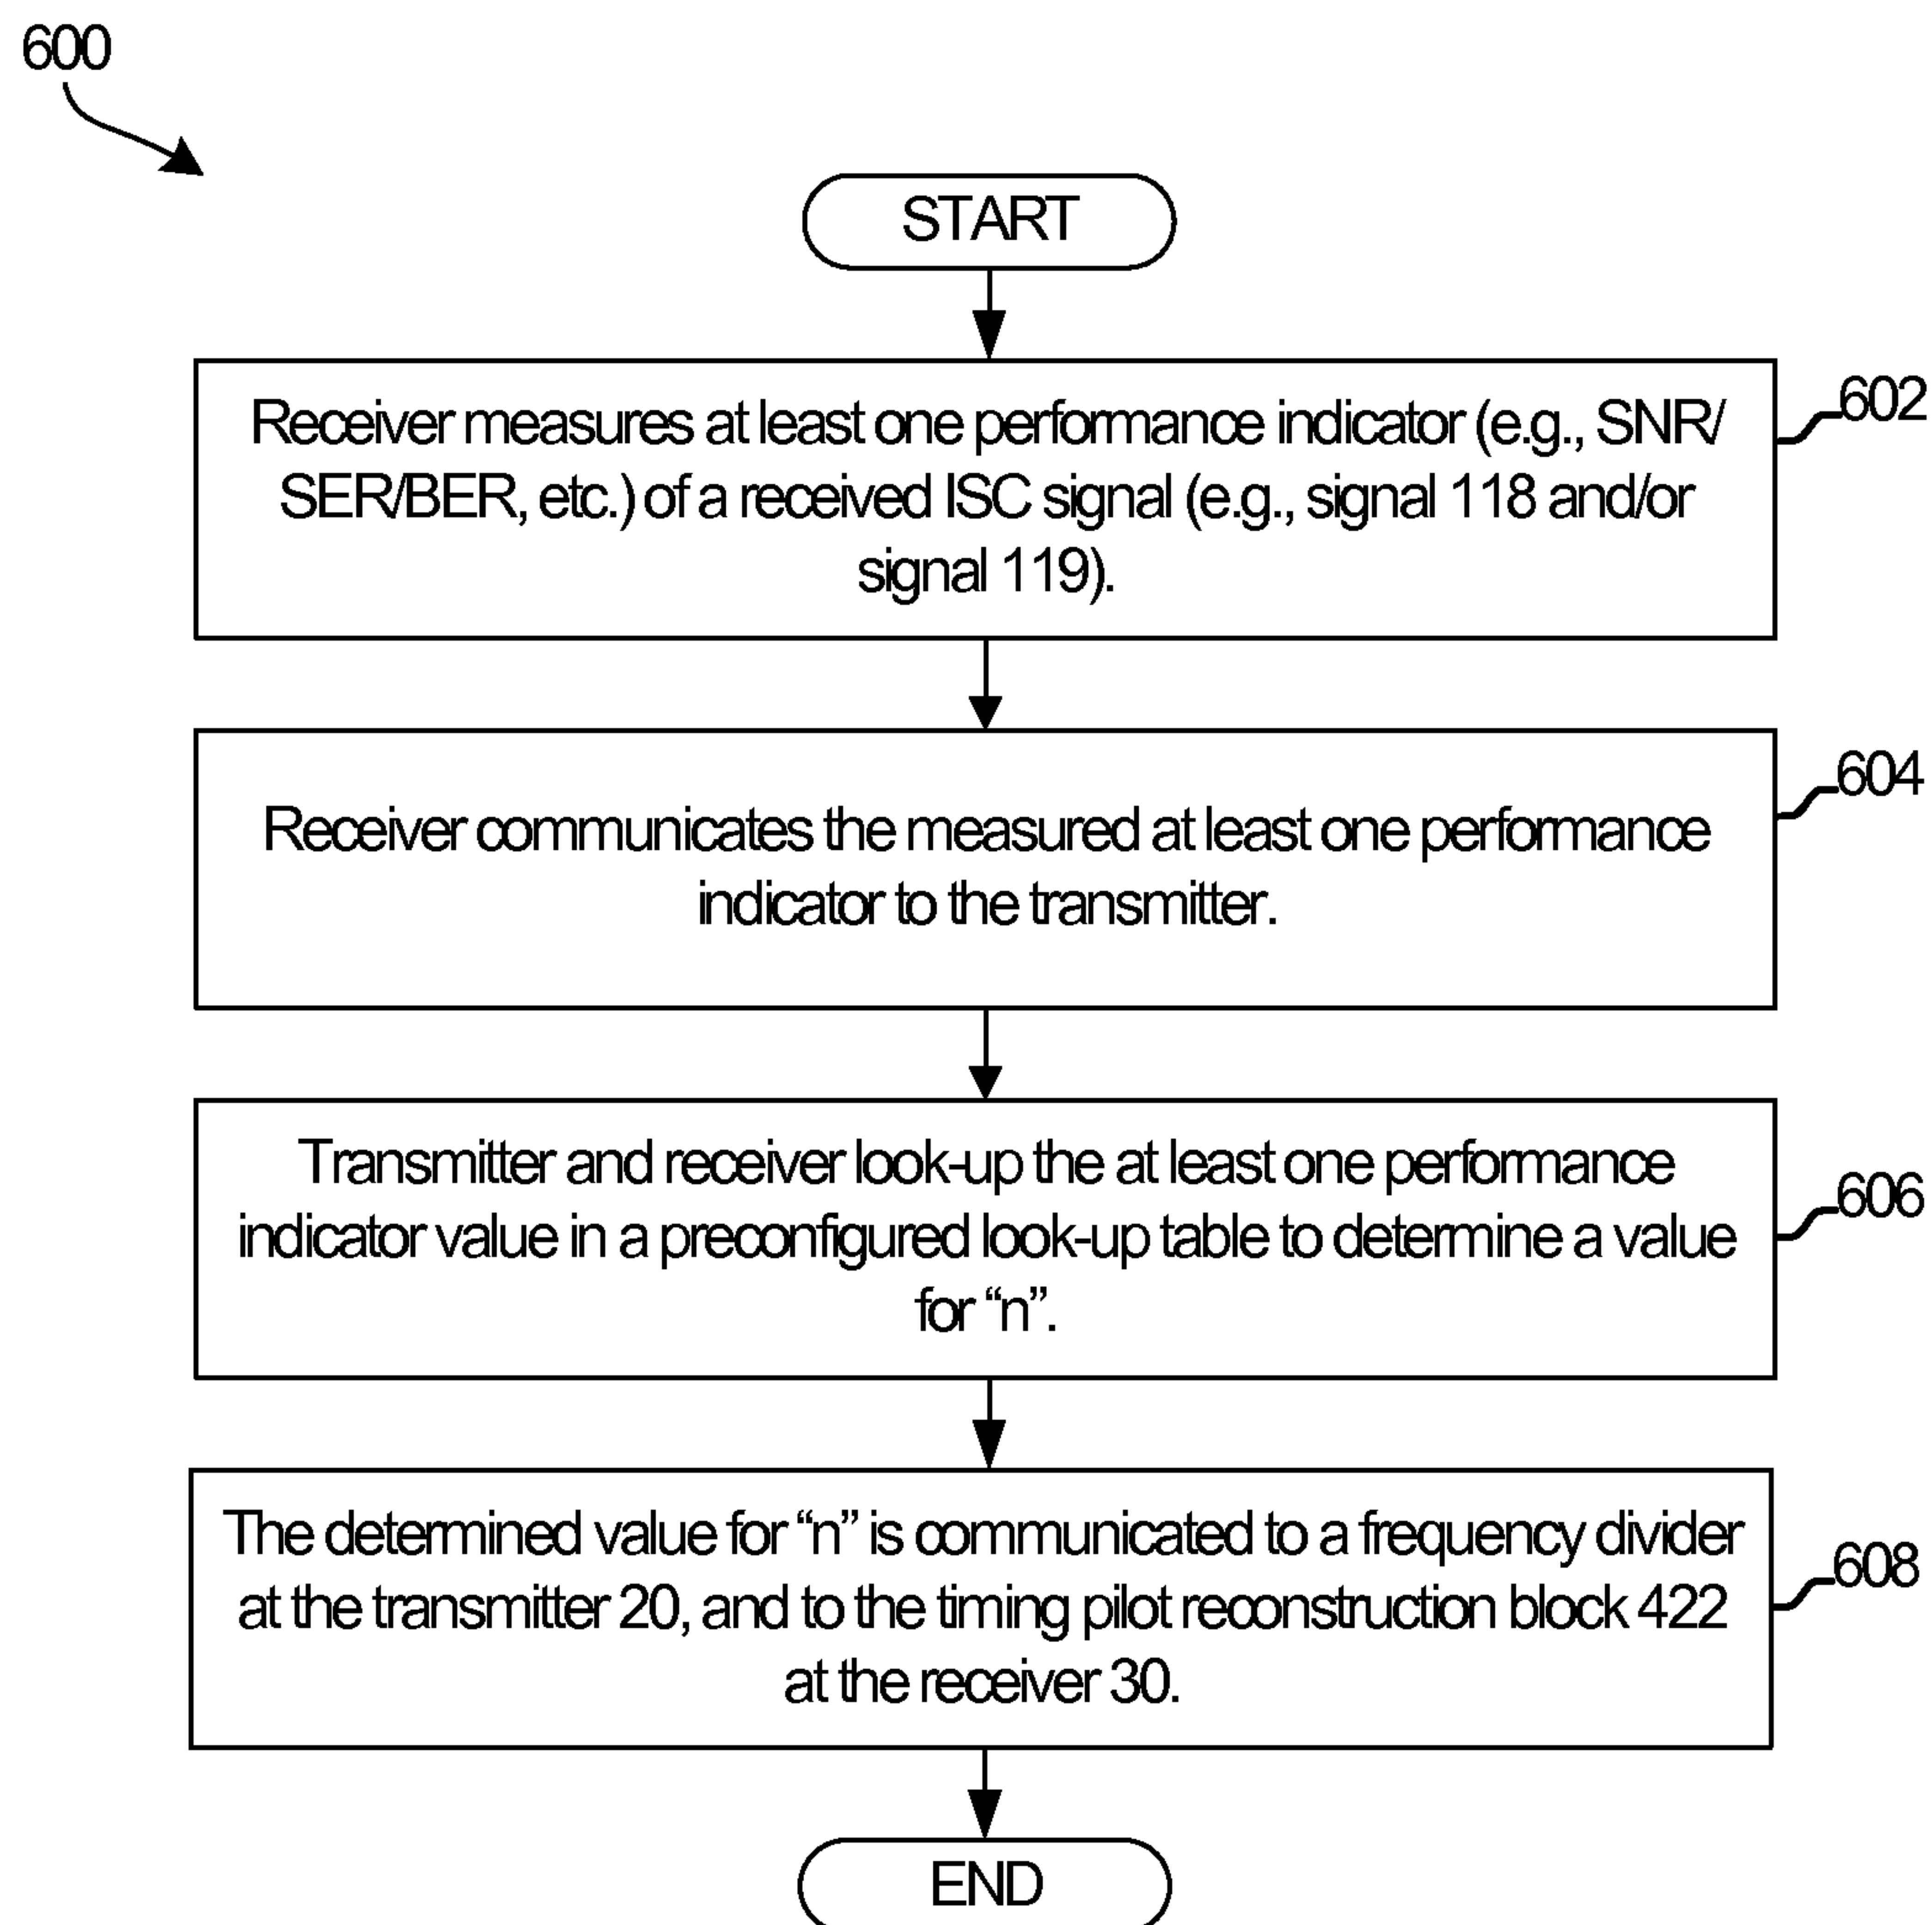 600
START
Receiver measures at least one performance indicator (e.g., SNR/
SER/BER, etc.) of a received ISC signal (e.g., signal 118 and/or
signal 119).
602
Receiver communicates the measured at least one performance
indicator to the transmitter.
604
Transmitter and receiver look-up the at least one performance
indicator value in a preconfigured look-up table to determine a value
for “n”.
606
The determined value for “n” is communicated to a frequency divider
at the transmitter 20, and to the timing pilot reconstruction block 422
at the receiver 30.
608
END